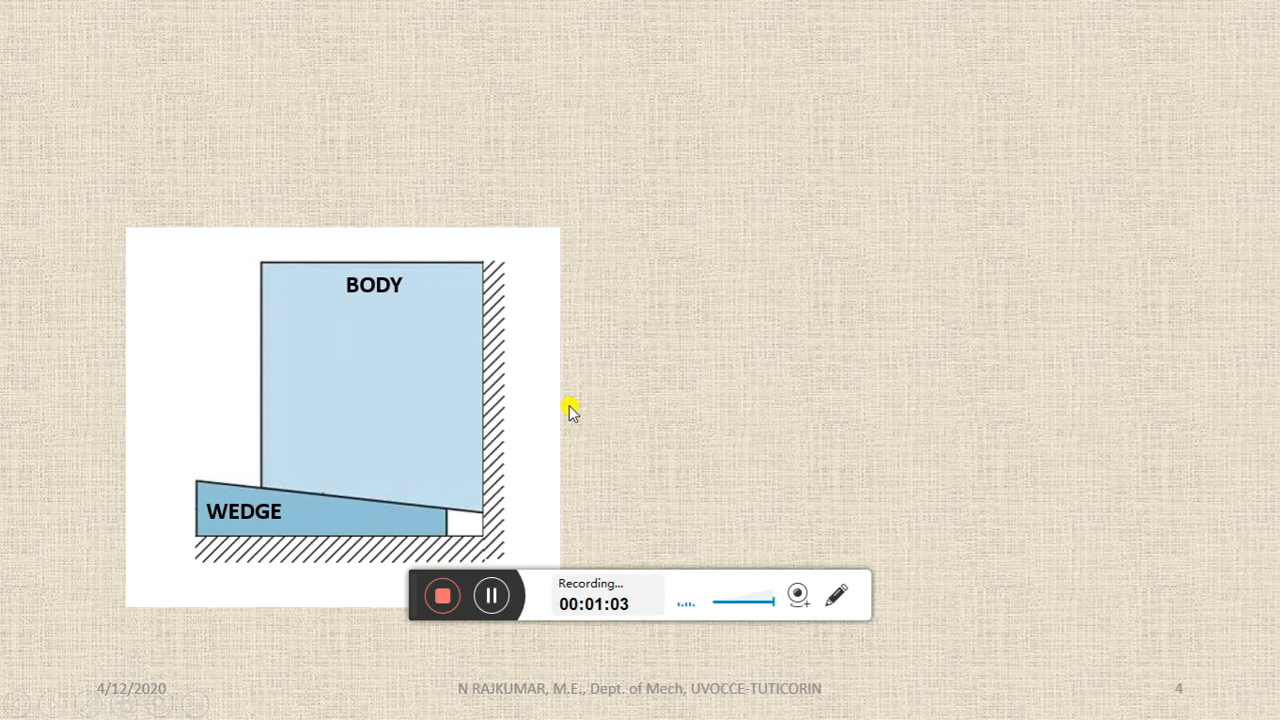 BODY
WEDGE
Recording...
00:01:03
4/12/2020
N RAJKUMAR, M.E., Dept. of Mech, UVOCCE-TUTICORIN
4